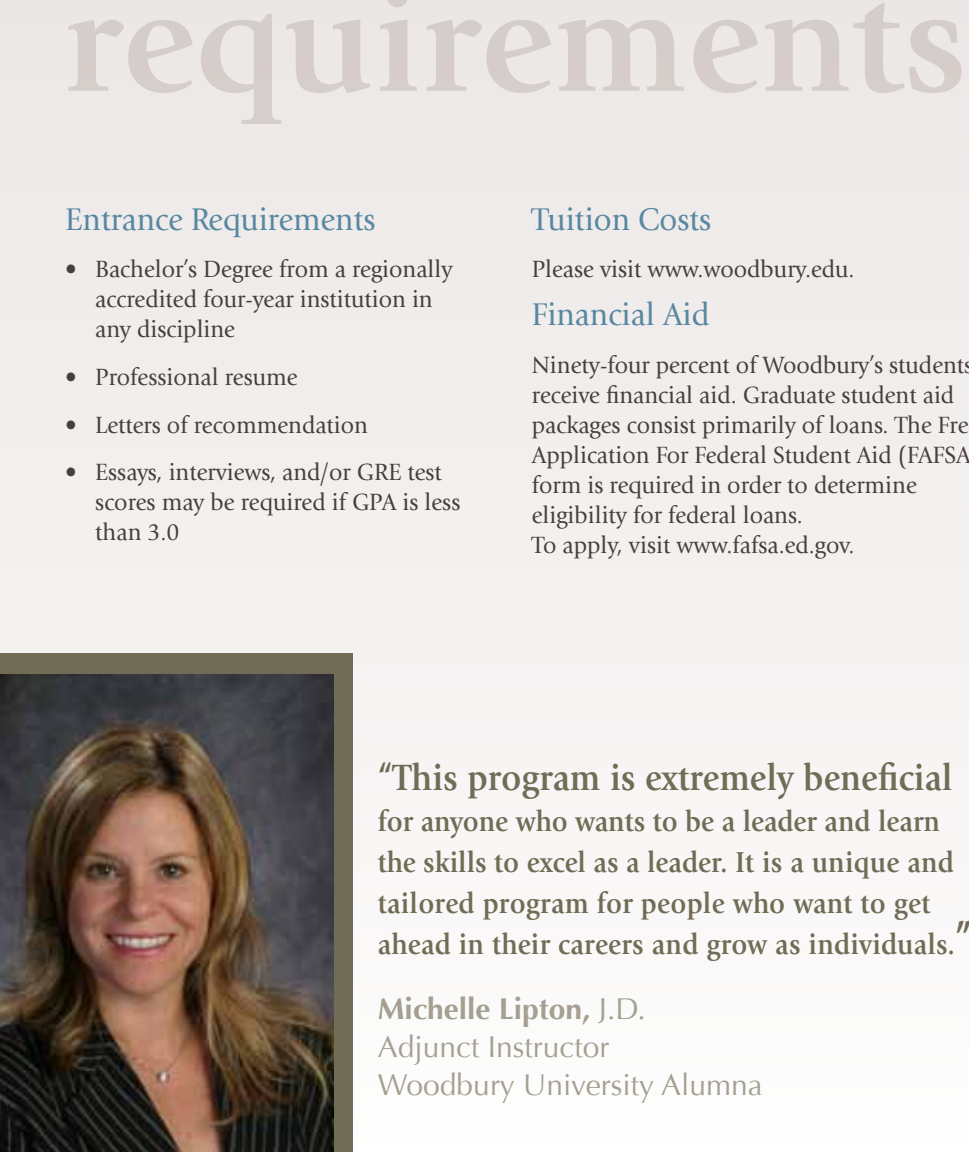 requirements
Entrance Requirements
• Bachelor's Degree from a regionally
accredited four-year institution in
any discipline
• Professional resume
• Letters of recommendation
• Essays, interviews, and/or GRE test
scores may be required if GPA is less
than 3.0
Tuition Costs
Please visit www.woodbury.edu.
Financial Aid
Ninety-four percent of Woodbury's students
receive financial aid. Graduate student aid
packages consist primarily of loans. The Fre
Application For Federal Student Aid (FAFSA
form is required in order to determine
eligibility for federal loans.
To apply, visit www.fafsa.ed.gov.
"This program is extremely beneficial
for anyone who wants to be a leader and learn
the skills to excel as a leader. It is a unique and
tailored program for people who want to get
ahead in their careers and grow as individuals."
Michelle Lipton, J.D.
Adjunct Instructor
Woodbury University Alumna